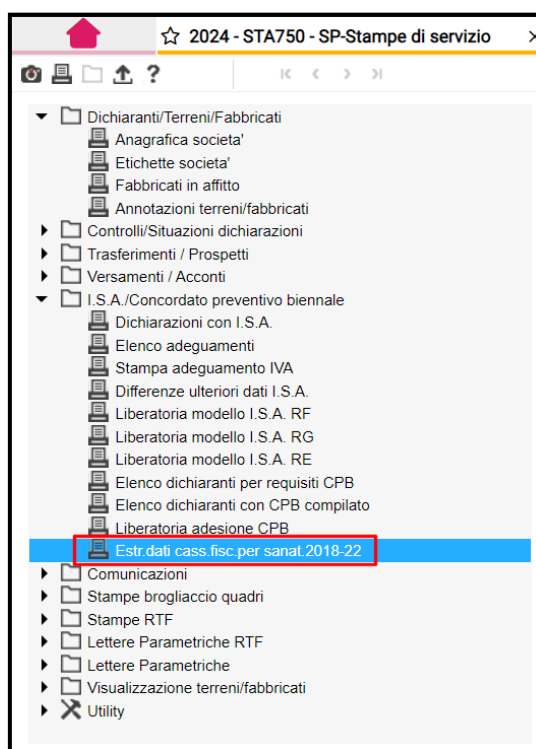 2024 - STA750 - SP-Stampe di servizio
?
Dichiaranti/Terreni/Fabbricati
Anagrafica societa'
Etichette societa'
Fabbricati in affitto
Annotazioni terreni/fabbricati
Controlli/Situazioni dichiarazioni
Trasferimenti / Prospetti
Versamenti / Acconti
I.S.A./Concordato preventivo biennale
Dichiarazioni con I.S.A.
Elenco adeguamenti
Stampa adeguamento IVA
Differenze ulteriori dati I.S.A.
Liberatoria modello I.S.A. RF
Liberatoria modello I.S.A. RG
Liberatoria modello I.S.A. RE
Elenco dichiaranti per requisiti CPB
Elenco dichiaranti con CPB compilato
Liberatoria adesione CPB
Estr.dati cass.fisc.per sanat.2018-22
Comunicazioni
Stampe brogliaccio quadri
Stampe RTF
Lettere Parametriche RTF
Lettere Parametriche
Visualizzazione terreni/fabbricati
Utility